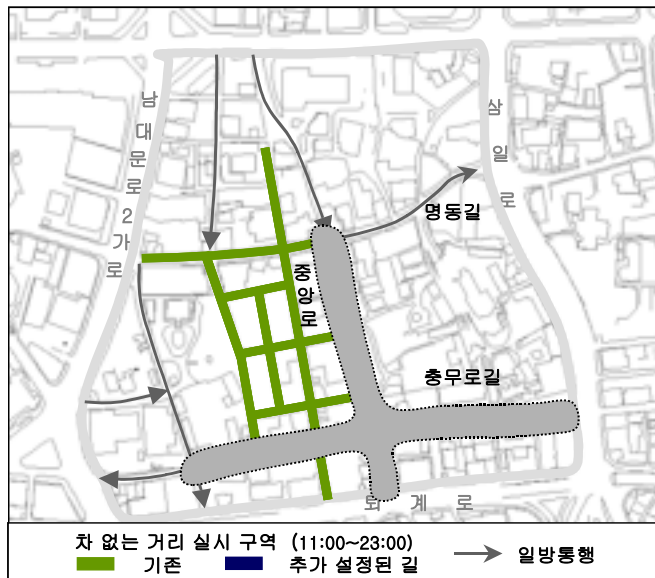 남대문로2가로
삼일로
명동길
중앙로
충무로길
퇴계로
차 없는 거리 실시 구역 (11:00~23:00)
기존 추가 설정된 길 일방통행